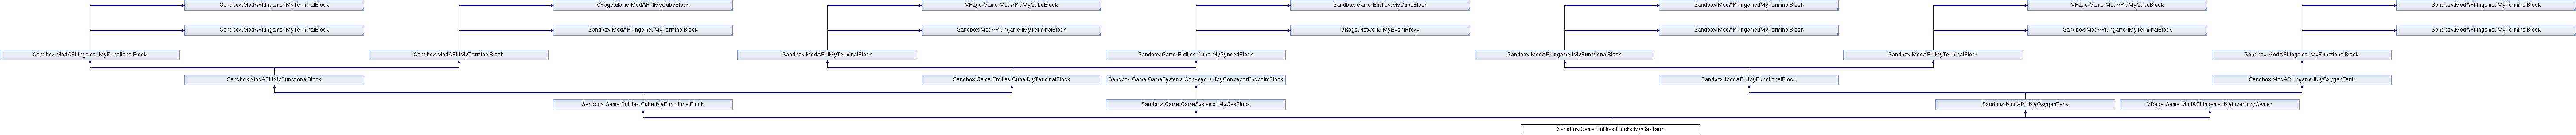 Sandbox.ModAPI.Ingame.IMyTerminalBlock
VRage.Game.ModAPI.IMyCubeBlock
VRage.Game.ModAPI.IMyCubeBlock
Sandbox.Game.Entities.MyCubeBlock
Sandbox.ModAPI.Ingame.IMyTerminalBlock
VRage.Game.ModAPI.IMyCubeBlock
Sandbox.ModAPI.Ingame.IMyTerminalBlock
Sandbox.ModAPI.Ingame.IMyTerminalBlock
Sandbox.ModAPI.Ingame.IMyTerminalBlock
Sandbox.ModAPI.Ingame.IMyTerminalBlock
VRage.Network.IMyEventProxy
Sandbox.ModAPI.Ingame.IMyTerminalBlock
Sandbox.ModAPI.Ingame.IMyTerminalBlock
Sandbox.ModAPI.Ingame.IMyTerminalBlock
Sandbox.ModAPI.Ingame.IMyFunctionalBlock
Sandbox.ModAPI.IMyTerminalBlock
Sandbox.ModAPI.IMyTerminalBlock
Sandbox.Game.Entities.Cube.MySyncedBlock
Sandbox.ModAPI.Ingame.IMyFunctionalBlock
Sandbox.ModAPI.IMyTerminalBlock
Sandbox.ModAPI.Ingame.IMyFunctionalBlock
Sandbox.ModAPI.IMyFunctionalBlock
Sandbox.Game.Entities.Cube.MyTerminalBlock
Sandbox.Game.GameSystems.Conveyors.IMyConveyorEndpointBlock
Sandbox.ModAPI.IMyFunctionalBlock
Sandbox.ModAPI.Ingame.IMyOxygenTank
Sandbox.Game.Entities.Cube.MyFunctionalBlock
Sandbox.Game.GameSystems.IMyGasBlock
Sandbox.ModAPI.IMyOxygenTank
VRage.Game.ModAPI.Ingame.IMyInventoryOwner
Sandbox.Game.Entities.Blocks.MyGasTank